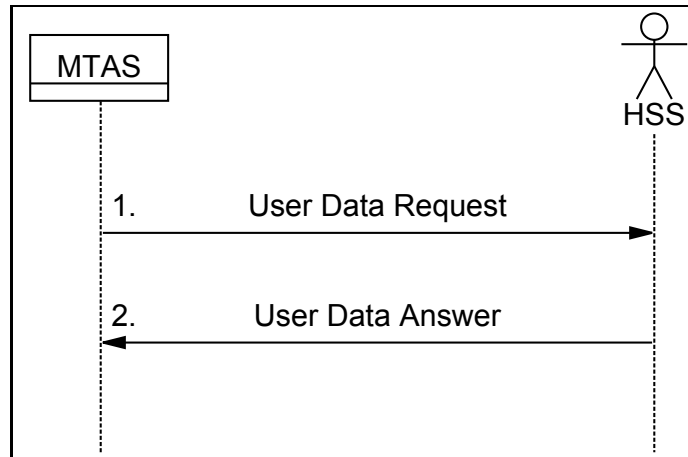 MTAS
HSS
1. User Data Request
2. User Data Answer